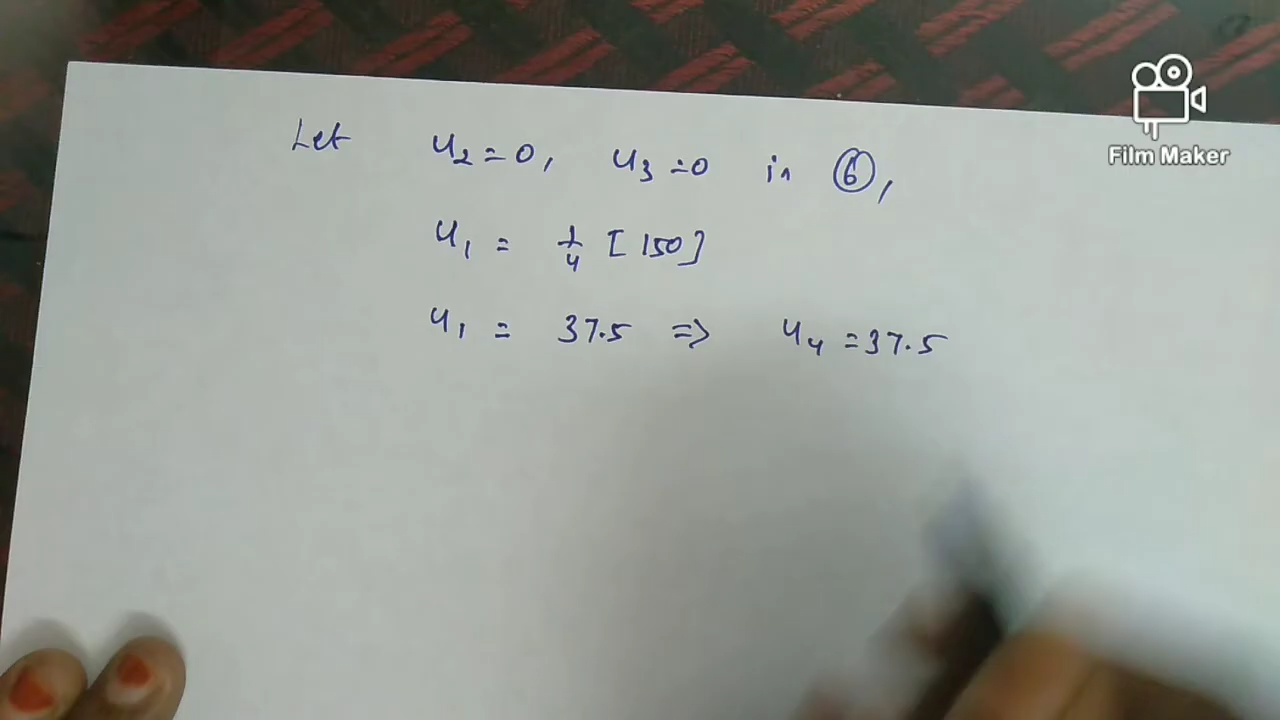 Let u₂ = 0, u₃ = 0 in ⑥,
u₁ = 1/4 [150]
u₁ = 37.5 => u₄ = 37.5
Film Maker